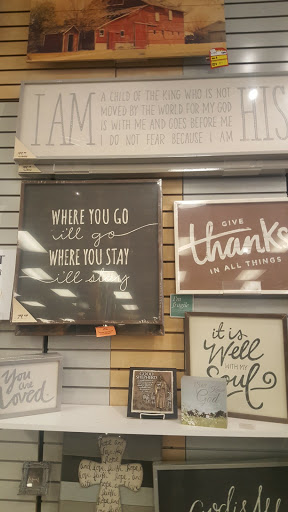 I AM
A CHILD OF THE KING WHO IS NOT
MOVED BY THE WORLD FOR MY GOD
IS WITH ME AND GOES BEFORE ME
I DO NOT FEAR BECAUSE I AM
HIS
WHERE YOU GO
i'll go
WHERE YOU STAY
i'll stay
GIVE
thanks
IN ALL THINGS
it is
Well
WITH MY
Soul
You
are
Loved
God is